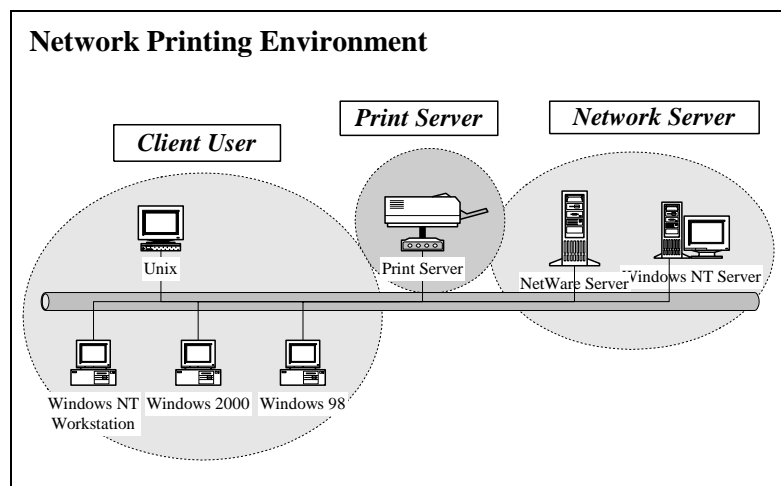 Network Printing Environment
Client User
Print Server
Network Server
Unix
Print Server
NetWare Server
Windows NT Server
Windows NT
Workstation
Windows 2000
Windows 98